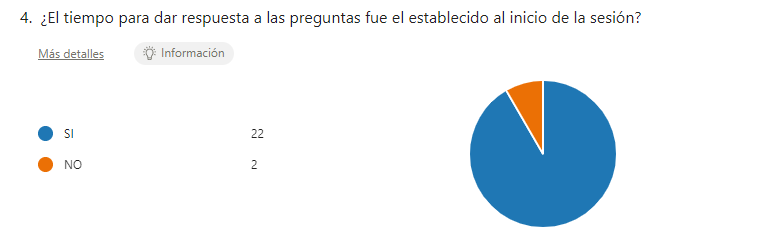 4. ¿El tiempo para dar respuesta a las preguntas fue el establecido al inicio de la sesión?
Más detalles Información
SI 22
NO 2